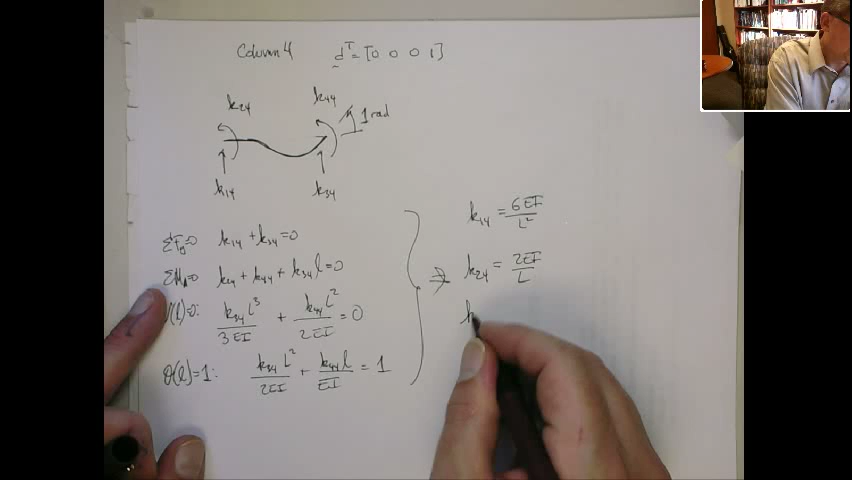 Column 4 d^T = [0 0 0 1]
k24 k44
1 rad
k14 k34
ΣFy=0 k14 + k34 = 0
ΣMA=0 k24 + k44 + k34 l = 0
v(l)=0: k34 L^3 / 3EI + k44 L^2 / 2EI = 0
θ(l)=1: k34 L^2 / 2EI + k44 l / EI = 1
⇒
k14 = 6EI / L^2
k24 = 2EI / L
k